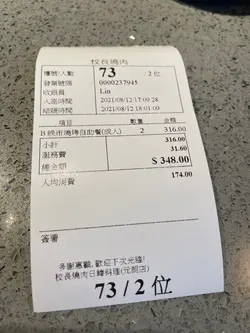 校長燒肉
檯號/人數 73 / 2 位
發票號碼 0000237945
收銀員 Lin
入座時間 2021/08/12 17:09:28
結賬時間 2021/08/12 18:01:09
項目 數量 金額
B.晚市燒烤自助餐(成人) 2 316.00
小計 316.00
服務費 31.60
總金額 $ 348.00
人均消費 174.00
簽署
多謝惠顧, 歡迎下次光臨!
校長燒肉日韓料理(元朗店)
73 / 2 位